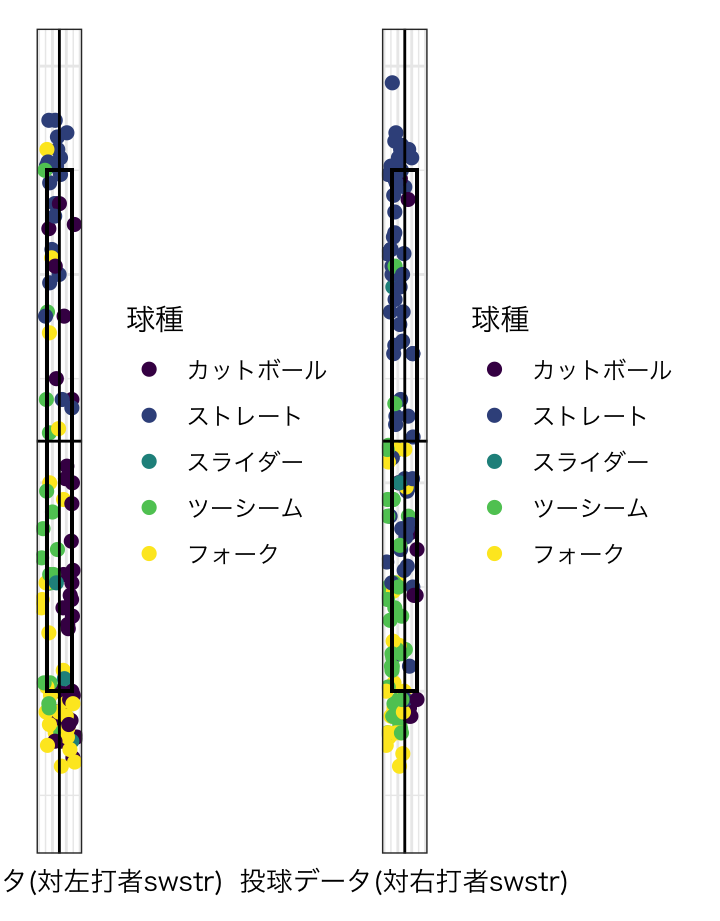 球種
カットボール
ストレート
スライダー
ツーシーム
フォーク
球種
カットボール
ストレート
スライダー
ツーシーム
フォーク
タ(対左打者swstr)
投球データ(対右打者swstr)